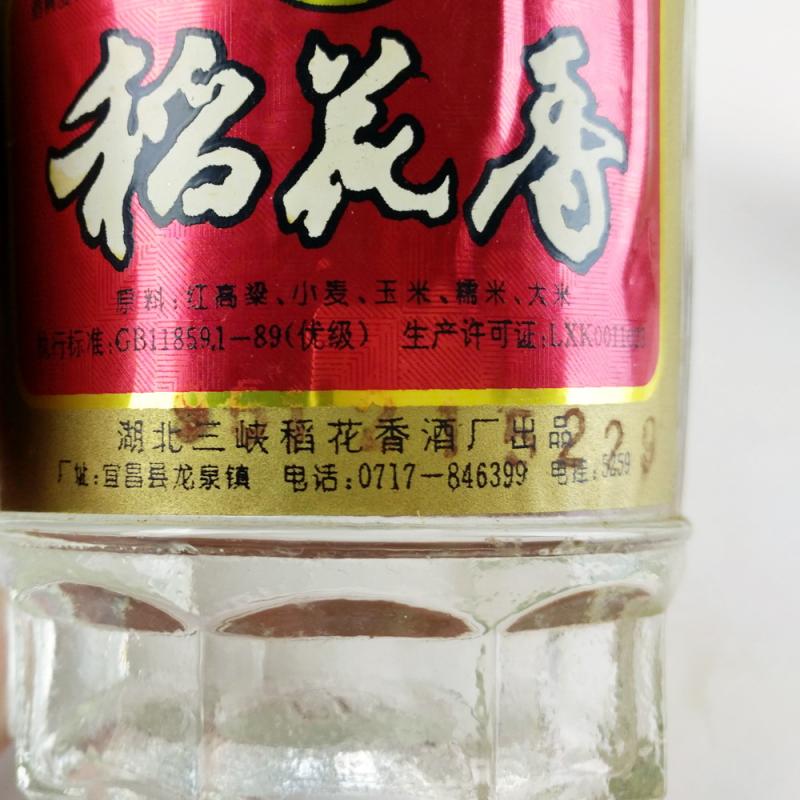 稻花香
原料:红高粱、小麦、玉米、糯米、大米
执行标准:GB11859.1-89(优级) 生产许可证:LXK
湖北三峡稻花香酒厂出品
厂址:宜昌县龙泉镇 电话:0717-846399 电挂:5259
229